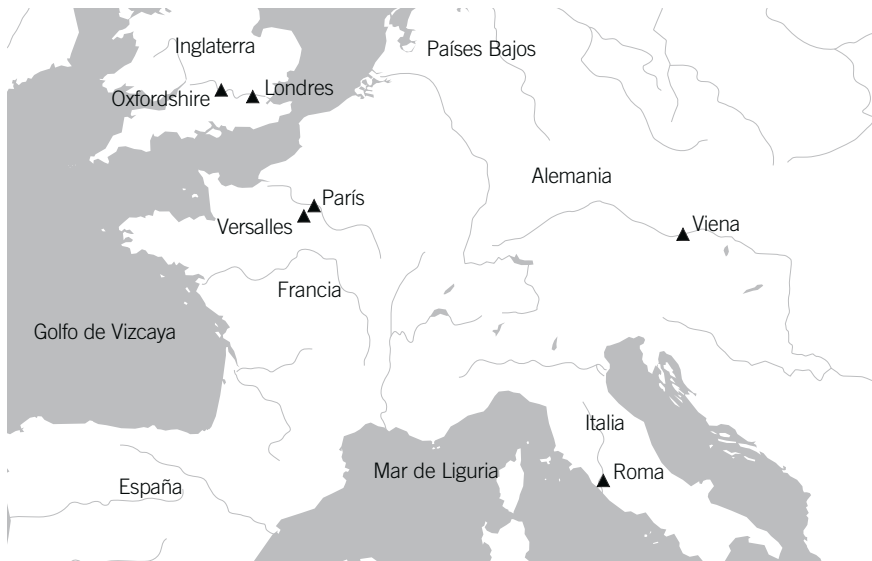 Inglaterra
Países Bajos
Oxfordshire
Londres
Alemania
París
Versalles
Viena
Francia
Golfo de Vizcaya
Italia
Mar de Liguria
Roma
España